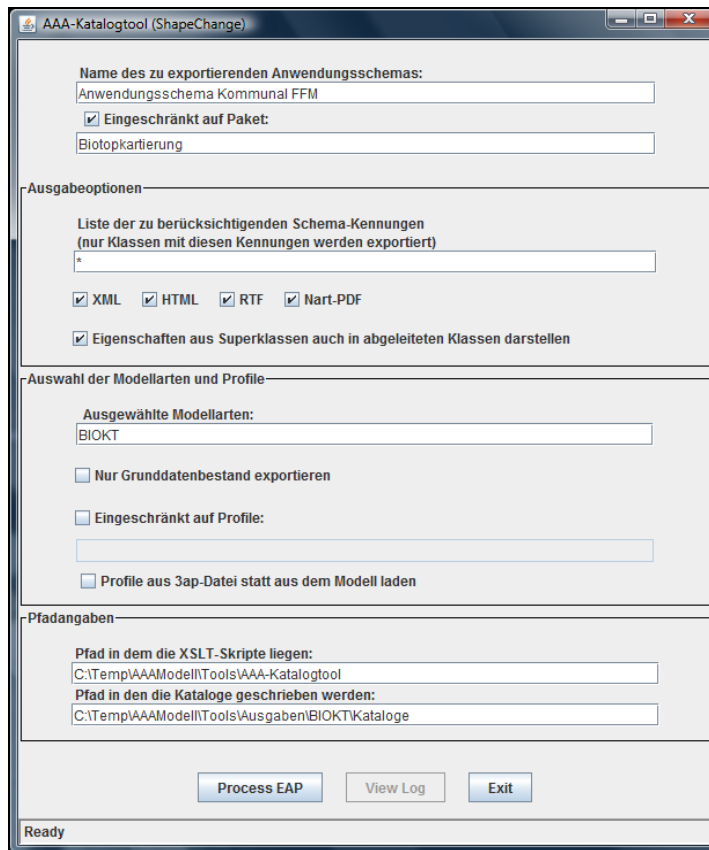 AAA-Katalogtool (ShapeChange)
Name des zu exportierenden Anwendungsschemas:
Anwendungsschema Kommunal FFM
Eingeschränkt auf Paket:
Biotopkartierung
Ausgabeoptionen
Liste der zu berücksichtigenden Schema-Kennungen
(nur Klassen mit diesen Kennungen werden exportiert)
*
XML HTML RTF Nart-PDF
Eigenschaften aus Superklassen auch in abgeleiteten Klassen darstellen
Auswahl der Modellarten und Profile
Ausgewählte Modellarten:
BIOKT
Nur Grunddatenbestand exportieren
Eingeschränkt auf Profile:
Profile aus 3ap-Datei statt aus dem Modell laden
Pfadangaben
Pfad in dem die XSLT-Skripte liegen:
C:\Temp\AAAModell\Tools\AAA-Katalogtool
Pfad in den die Kataloge geschrieben werden:
C:\Temp\AAAModell\Tools\Ausgaben\BIOKT\Kataloge
Process EAP View Log Exit
Ready